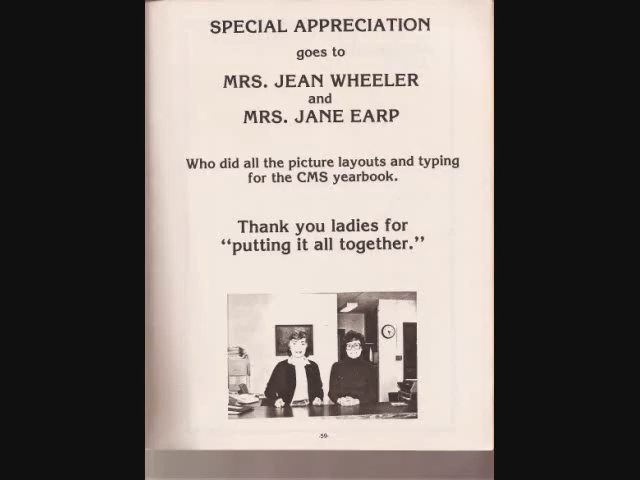 SPECIAL APPRECIATION
goes to
MRS. JEAN WHEELER
and
MRS. JANE EARP
Who did all the picture layouts and typing
for the CMS yearbook.
Thank you ladies for
“putting it all together.”
-59-